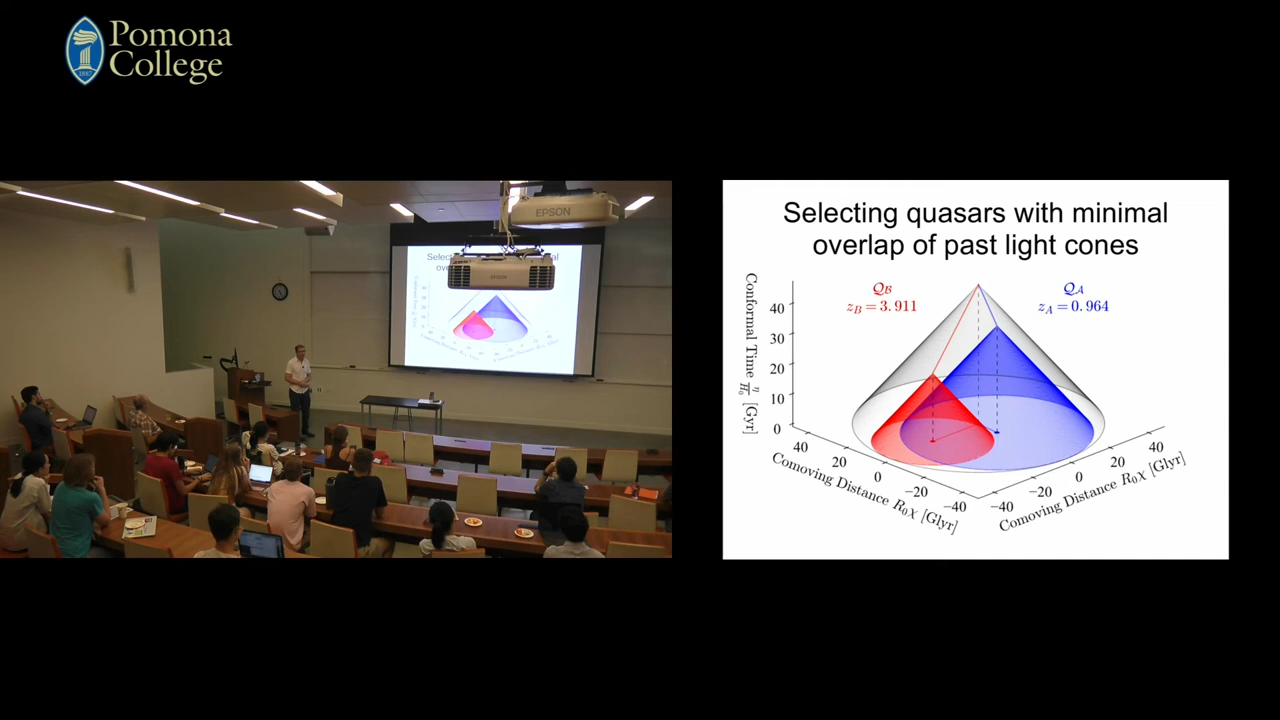 Pomona
College
1887
EPSON
EPSON
Selecting quasars with minimal
overlap of past light cones
Conformal Time η/H₀ [Gyr]
40
30
20
10
0
Q_B
z_B = 3.911
Q_A
z_A = 0.964
40
20
0
−20
−40
Comoving Distance R₀χ [Glyr]
−40
−20
0
20
40
Comoving Distance R₀χ [Glyr]